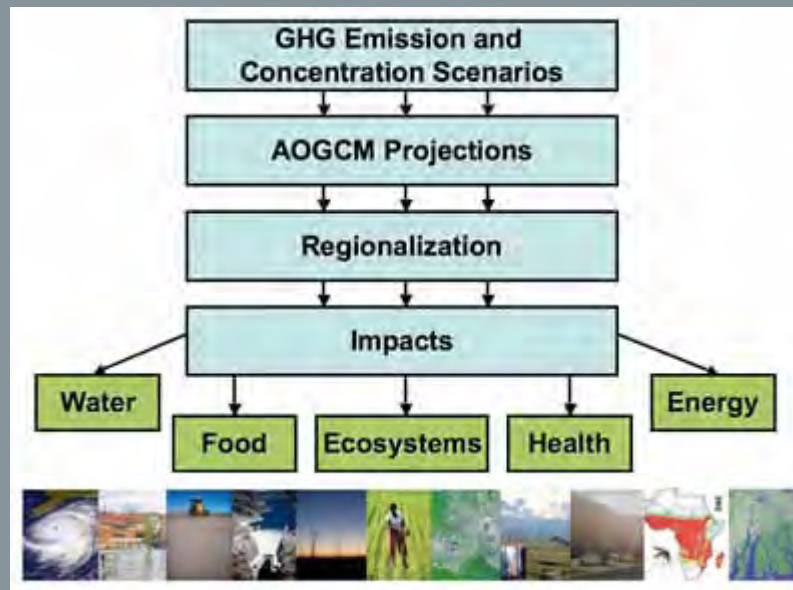 GHG Emission and
Concentration Scenarios
AOGCM Projections
Regionalization
Impacts
Water
Energy
Food
Ecosystems
Health